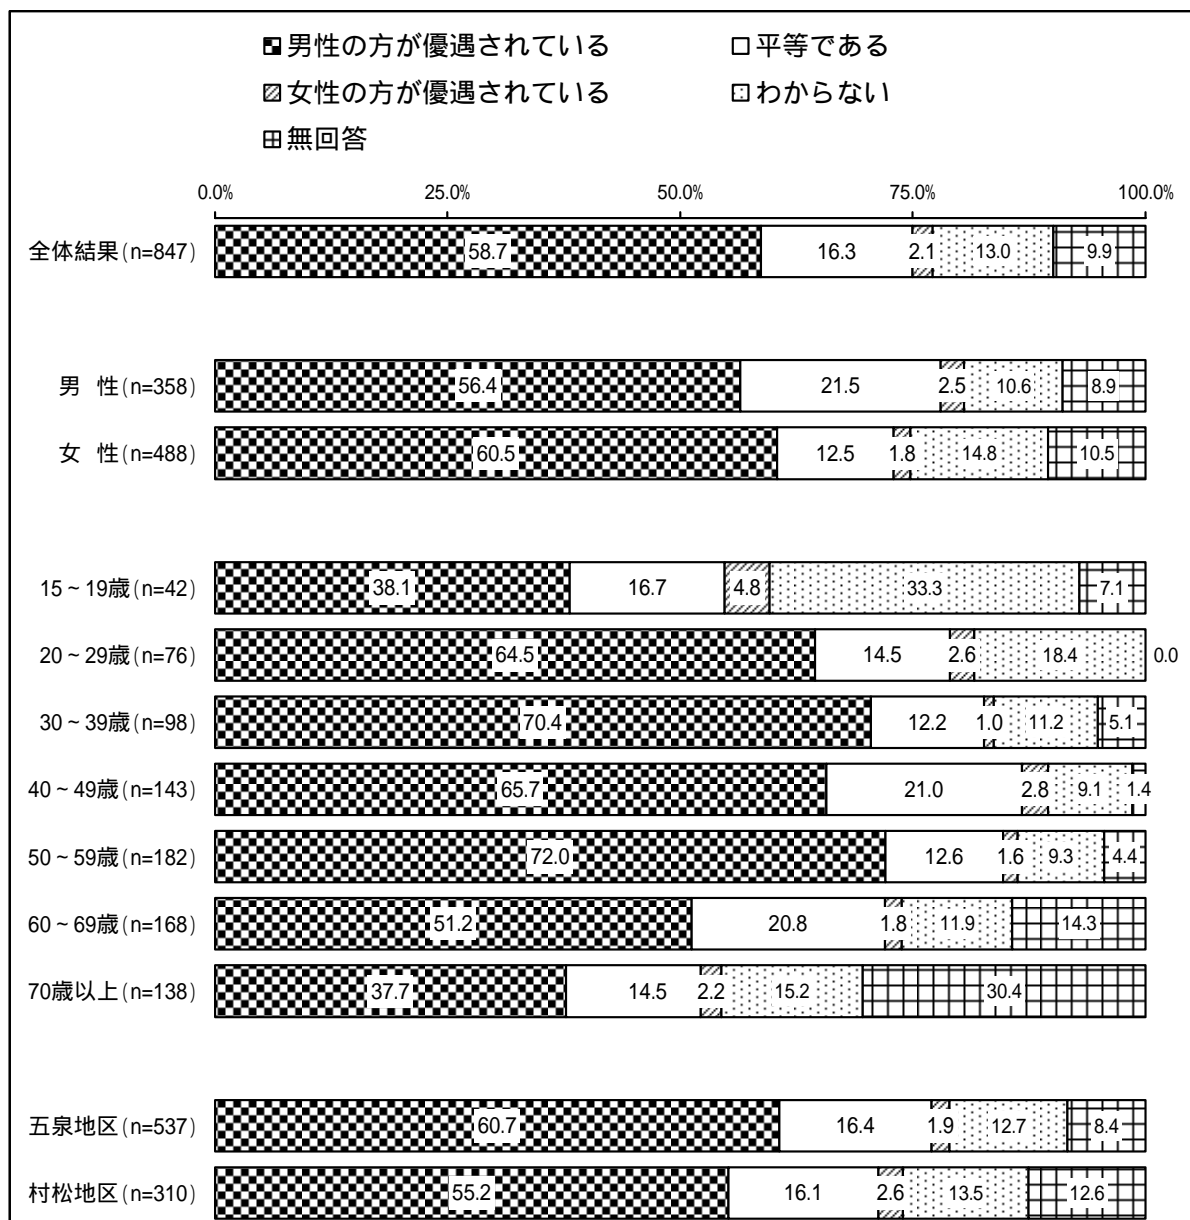 男性の方が優遇されている 平等である
女性の方が優遇されている わからない
無回答
0.0% 25.0% 50.0% 75.0% 100.0%
全体結果(n=847) 58.7 16.3 2.1 13.0 9.9
男 性(n=358) 56.4 21.5 2.5 10.6 8.9
女 性(n=488) 60.5 12.5 1.8 14.8 10.5
15~19歳(n=42) 38.1 16.7 4.8 33.3 7.1
20~29歳(n=76) 64.5 14.5 2.6 18.4 0.0
30~39歳(n=98) 70.4 12.2 1.0 11.2 5.1
40~49歳(n=143) 65.7 21.0 2.8 9.1 1.4
50~59歳(n=182) 72.0 12.6 1.6 9.3 4.4
60~69歳(n=168) 51.2 20.8 1.8 11.9 14.3
70歳以上(n=138) 37.7 14.5 2.2 15.2 30.4
五泉地区(n=537) 60.7 16.4 1.9 12.7 8.4
村松地区(n=310) 55.2 16.1 2.6 13.5 12.6